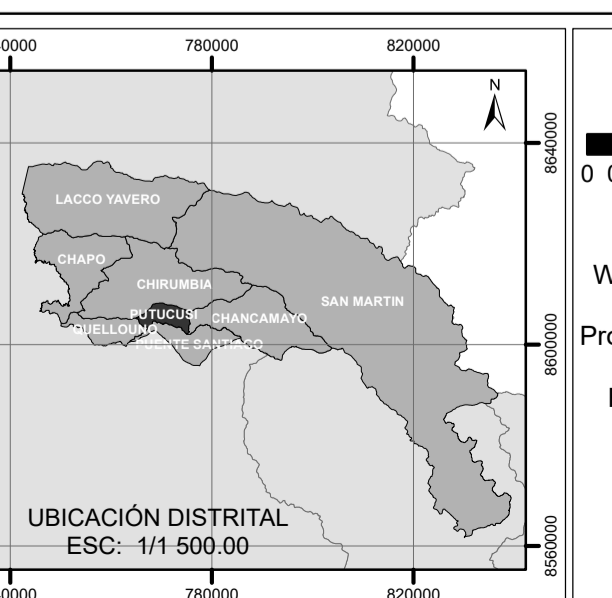 780000
820000
N
8640000
LACCO YAVERO
CHAPO
CHIRUMBIA
SAN MARTIN
PUTUCUSI
CHANCAMAYO
QUELLOUNO
PUENTE SANTIAGO
8600000
UBICACIÓN DISTRITAL
ESC: 1/1 500.00
8560000
780000
820000
0